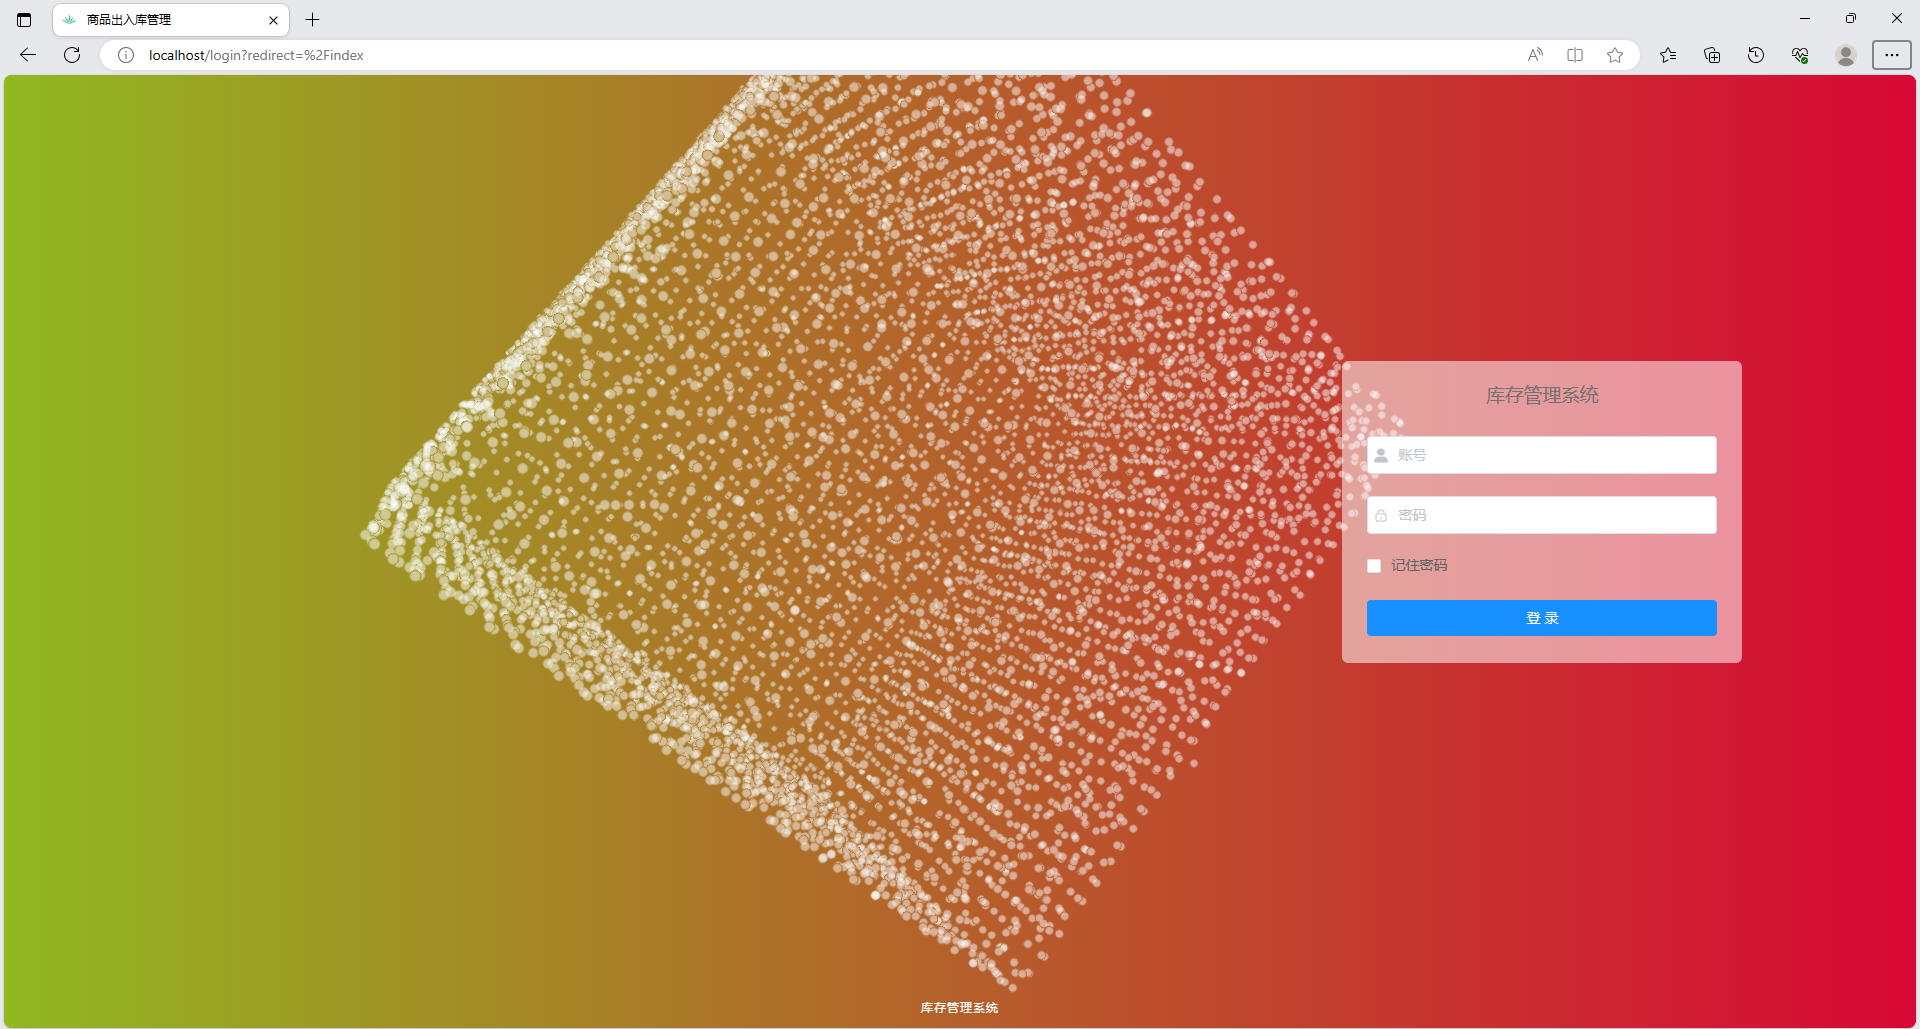 商品出入库管理
localhost/login?redirect=%2Findex
库存管理系统
账号
密码
记住密码
登 录
库存管理系统